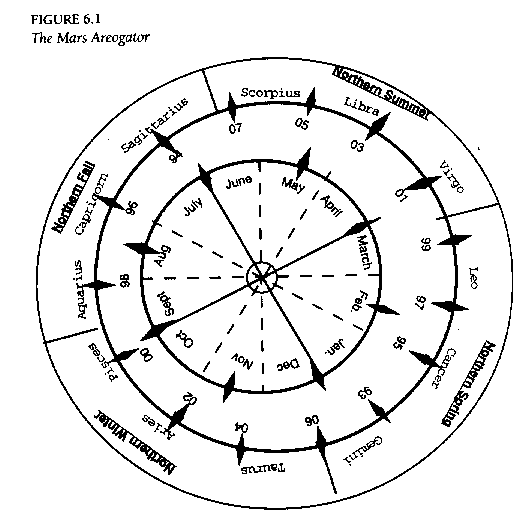 FIGURE 6.1
The Mars Areogator
Northern Summer
Northern Spring
Northern Winter
Northern Fall
Scorpius
Libra
Virgo
Leo
Cancer
Gemini
Taurus
Aries
Pisces
Aquarius
Capricorn
Sagittarius
07
05
03
01
99
97
95
93
06
04
02
00
98
96
94
June
May
April
March
Feb.
Jan.
Dec
Nov
Oct
Sept
Aug
July